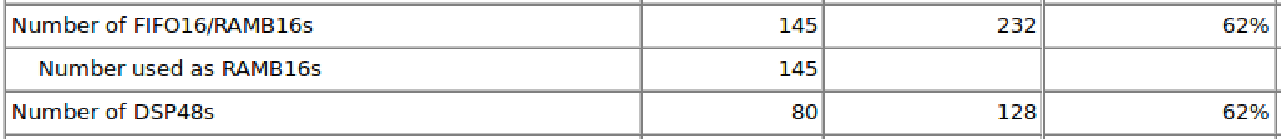 Number of FIFO16/RAMB16s 145 232 62%
Number used as RAMB16s 145
Number of DSP48s 80 128 62%